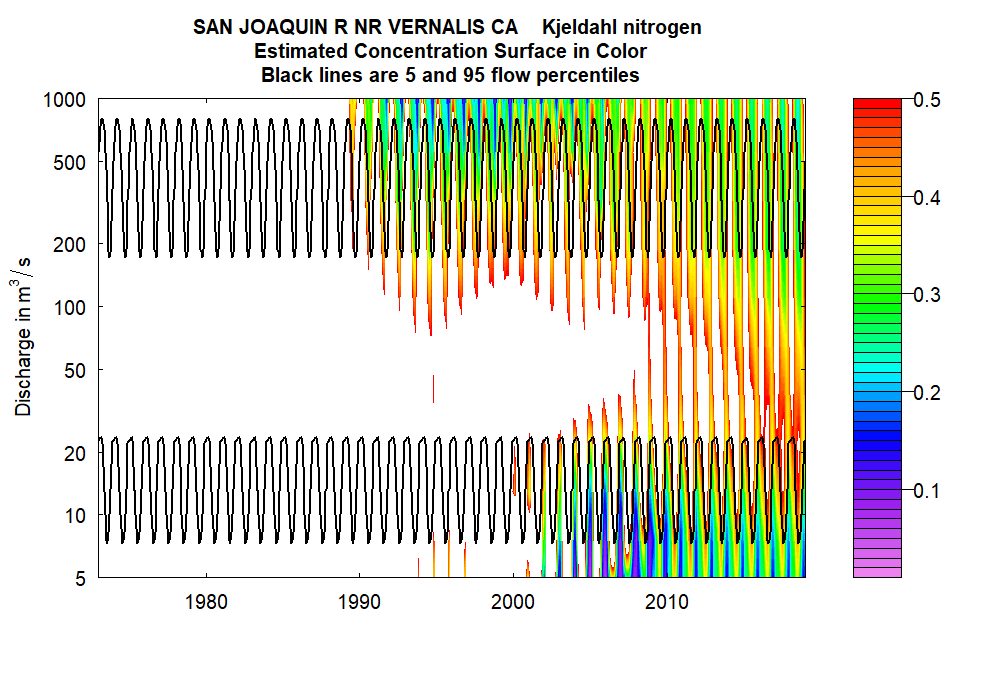 SAN JOAQUIN R NR VERNALIS CA Kjeldahl nitrogen
Estimated Concentration Surface in Color
Black lines are 5 and 95 flow percentiles
1000
500
200
100
50
20
10
5
Discharge in m³/s
1980 1990 2000 2010
0.5
0.4
0.3
0.2
0.1